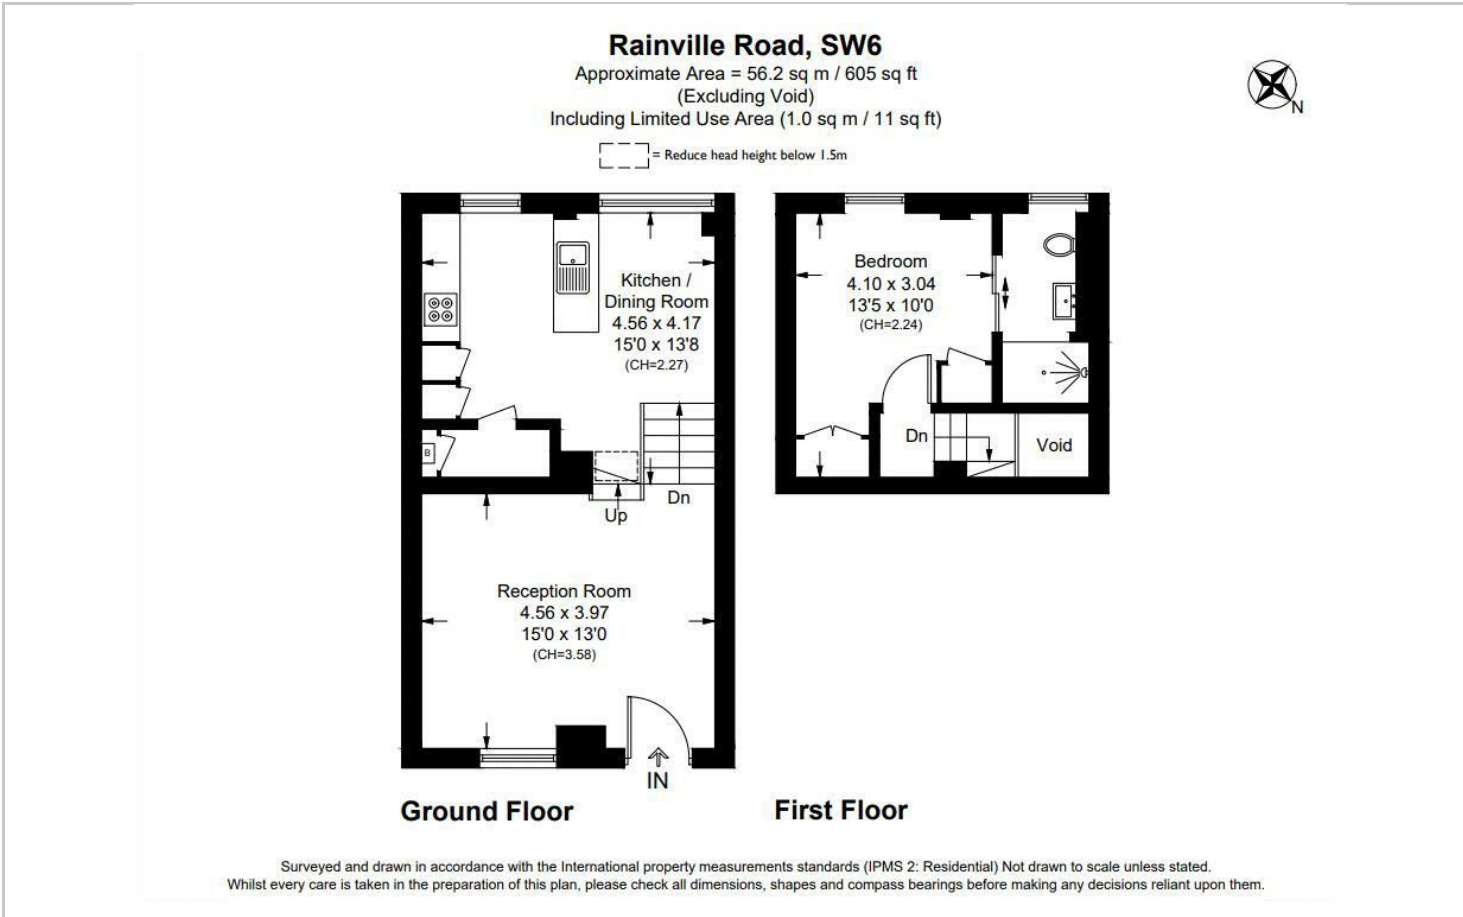 Rainville Road, SW6
Approximate Area = 56.2 sq m / 605 sq ft
(Excluding Void)
Including Limited Use Area (1.0 sq m / 11 sq ft)
= Reduce head height below 1.5m
N
Kitchen /
Dining Room
4.56 x 4.17
15'0 x 13'8
(CH=2.27)
B
Up
Dn
Reception Room
4.56 x 3.97
15'0 x 13'0
(CH=3.58)
IN
Ground Floor
Bedroom
4.10 x 3.04
13'5 x 10'0
(CH=2.24)
Dn
Void
First Floor
Surveyed and drawn in accordance with the International property measurements standards (IPMS 2: Residential) Not drawn to scale unless stated.
Whilst every care is taken in the preparation of this plan, please check all dimensions, shapes and compass bearings before making any decisions reliant upon them.